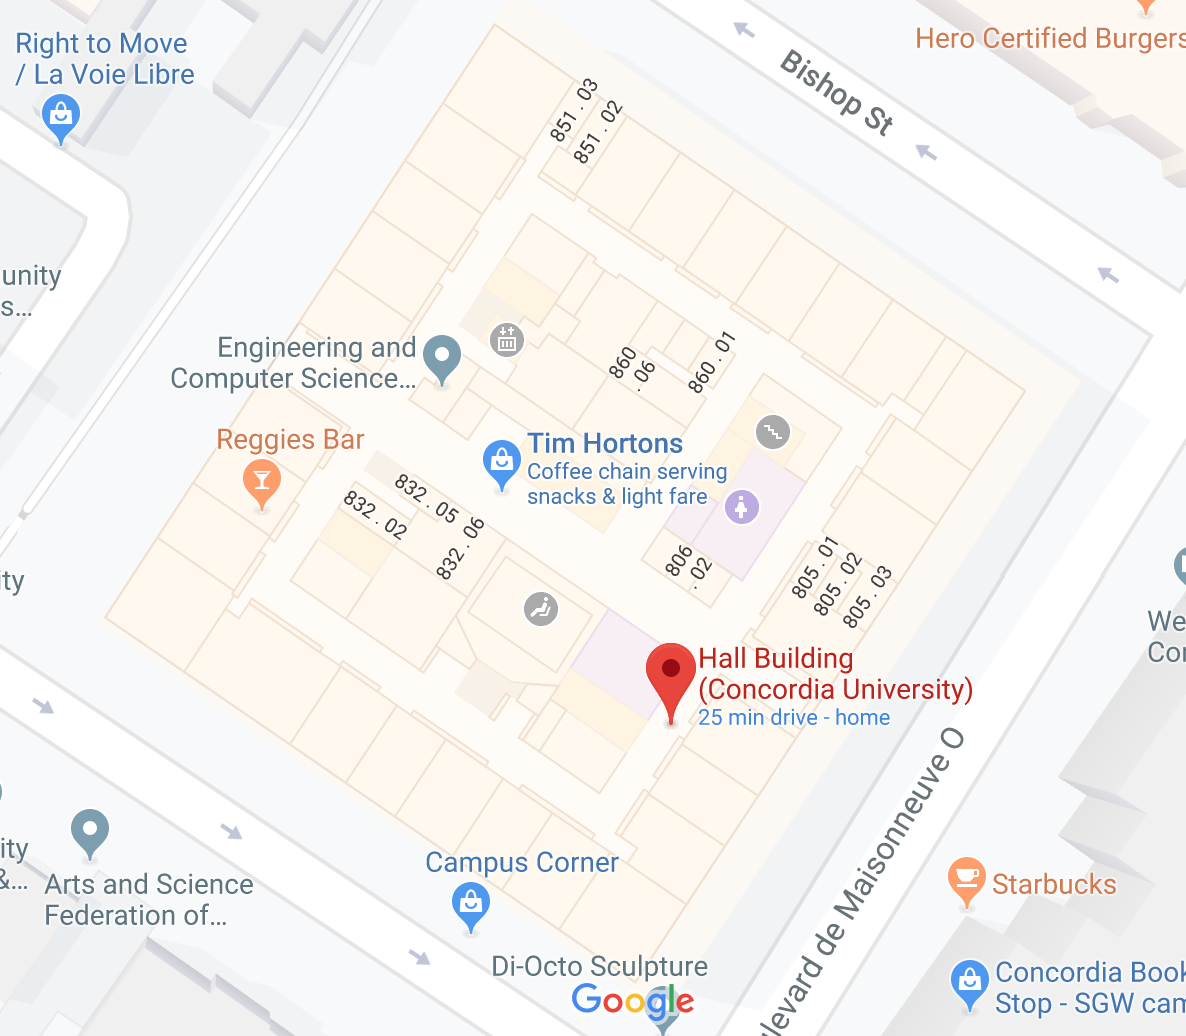 Right to Move
/ La Voie Libre
Hero Certified Burgers
Bishop St
851 . 03
851 . 02
unity
s...
Engineering and
Computer Science...
860
. 06
860 . 01
Reggies Bar
Tim Hortons
Coffee chain serving
snacks & light fare
832 . 05
832 . 02
832 . 06
806
. 02
805 . 01
805 . 02
805 . 03
ity
We
Con
Hall Building
(Concordia University)
25 min drive - home
levard de Maisonneuve O
ity
&...
Arts and Science
Federation of...
Campus Corner
Starbucks
Di-Octo Sculpture
Google
Concordia Book
Stop - SGW cam